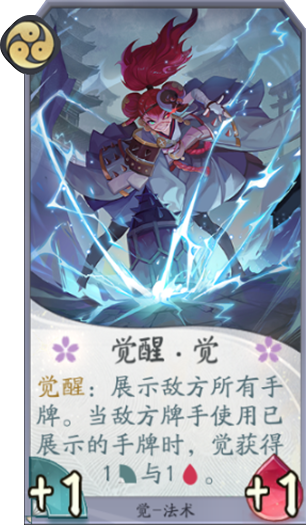 觉醒·觉
觉醒：展示敌方所有手
牌。当敌方牌手使用已
展示的手牌时，觉获得
1与1。
+1
+1
觉-法术